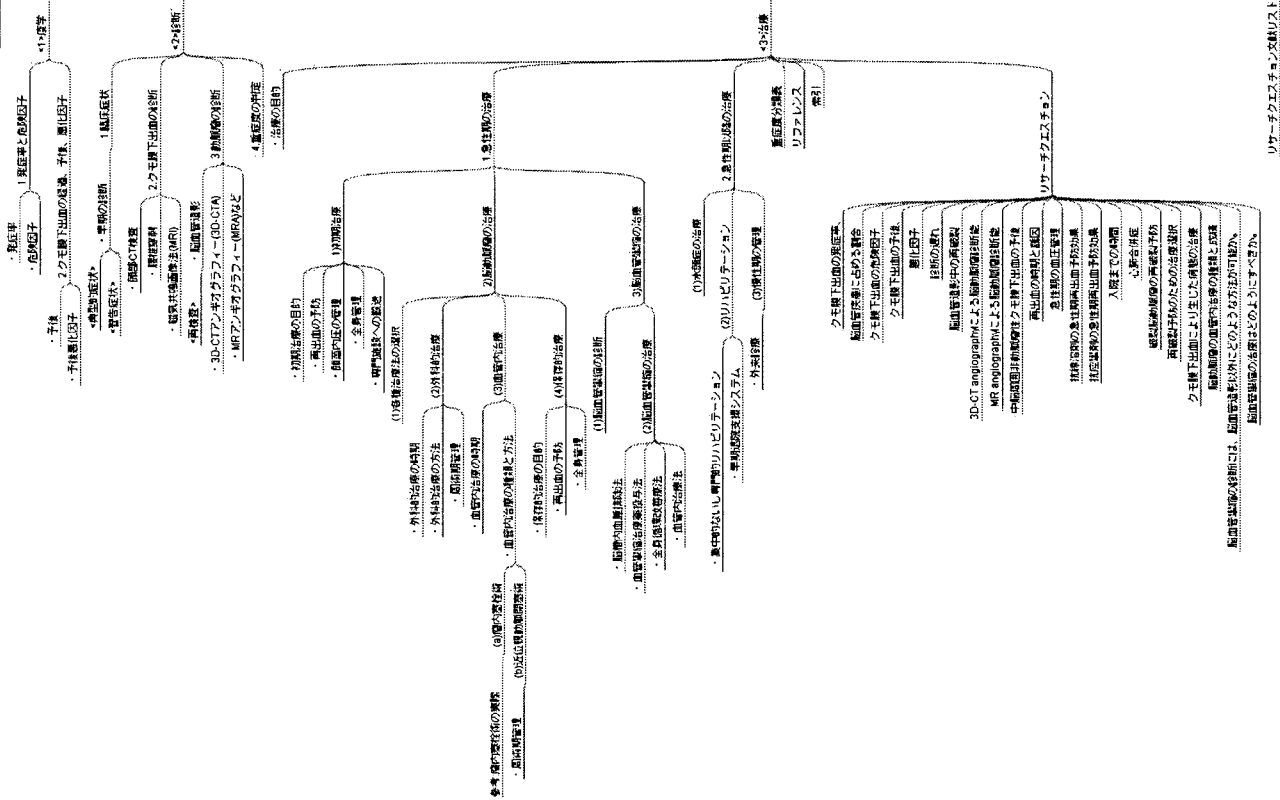 <1>疫学
1.発症率と危険因子
・発症率
・危険因子
2.クモ膜下出血の経過、予後、悪化因子
・予後
・予後悪化因子
<2>診断
1.臨床症状
・早期の診断
<典型的症状>
<警告症状>
2.クモ膜下出血の診断
・頭部CT検査
・腰椎穿刺
・磁気共鳴画像法(MRI)
3.動脈瘤の診断
・脳血管造影
<再検査>
・3D-CTアンギオグラフィー(3D-CTA)
・MRアンギオグラフィー(MRA)など
・4.重症度の判定
<3>治療
・治療の目的
1.急性期の治療
1)初期治療
・初期治療の目的
・再出血の予防
・頭蓋内圧の管理
・全身管理
・専門施設への搬送
2)脳動脈瘤の治療
(1)各種治療法の選択
(2)外科的治療
・外科的治療の時期
・外科的治療の方法
・周術期管理
(3)血管内治療
・血管内治療の時期
・血管内治療の種類と方法
(a)瘤内塞栓術
参考:瘤内塞栓術の実際
(b)近位親動脈閉塞術
・周術期管理
(4)保存的治療
・保存的治療の目的
・再出血の予防
・全身管理
3)脳血管攣縮の治療
(1)脳血管攣縮の診断
(2)脳血管攣縮の治療
・脳槽内血腫排除法
・血管攣縮治療薬投与法
・全身循環改善療法
・血管内治療法
2.急性期以降の治療
(1)水頭症の治療
(2)リハビリテーション
・集中的ないし専門的リハビリテーション
・早期退院支援システム
(3)慢性期の管理
・外来診療
重症度分類表
リファレンス
索引
リサーチクエスチョン
クモ膜下出血の発症率
脳血管疾患に占める割合
クモ膜下出血の危険因子
クモ膜下出血の予後
悪化因子
診断の遅れ
脳血管造影中の再破裂
3D-CT angiographyによる脳動脈瘤診断能
MR angiographyによる脳動脈瘤診断能
中脳周囲非動脈瘤性クモ膜下出血の予後
再出血の時期と誘因
急性期の血圧管理
抗線溶剤の急性期再出血予防効果
抗痙攣剤の急性期再出血予防効果
入院までの時間
心肺合併症
破裂脳動脈瘤の再破裂予防
再破裂予防のための治療選択
クモ膜下出血により生じた病態の治療
脳動脈瘤の血管内治療の種類と成績
脳血管攣縮の診断には、脳血管造影以外にどのような方法が可能か。
脳血管攣縮の治療はどのようにすべきか。
リサーチクエスチョン文献リスト